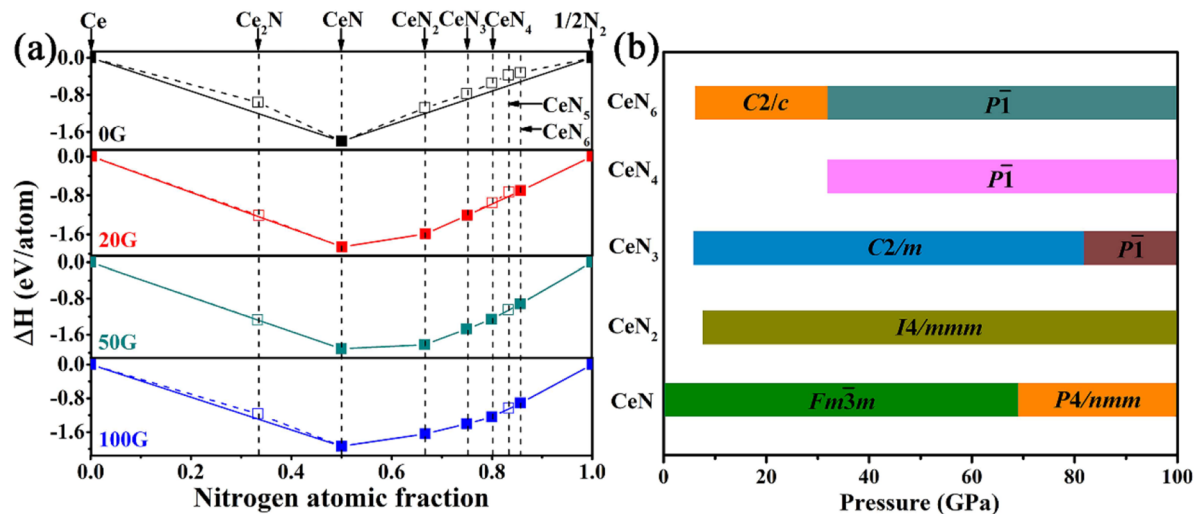 (a)
Ce
Ce₂N
CeN
CeN₂
CeN₃
CeN₄
1/2N₂
0.0
-0.8
-1.6
0G
CeN₅
CeN₆
0.0
-0.8
-1.6
20G
0.0
-0.8
-1.6
50G
0.0
-0.8
-1.6
100G
ΔH (eV/atom)
0.0 0.2 0.4 0.6 0.8 1.0
Nitrogen atomic fraction
(b)
CeN₆ C2/c P1̅
CeN₄ P1̅
CeN₃ C2/m P1̅
CeN₂ I4/mmm
CeN Fm3̅m P4/nmm
0 20 40 60 80 100
Pressure (GPa)